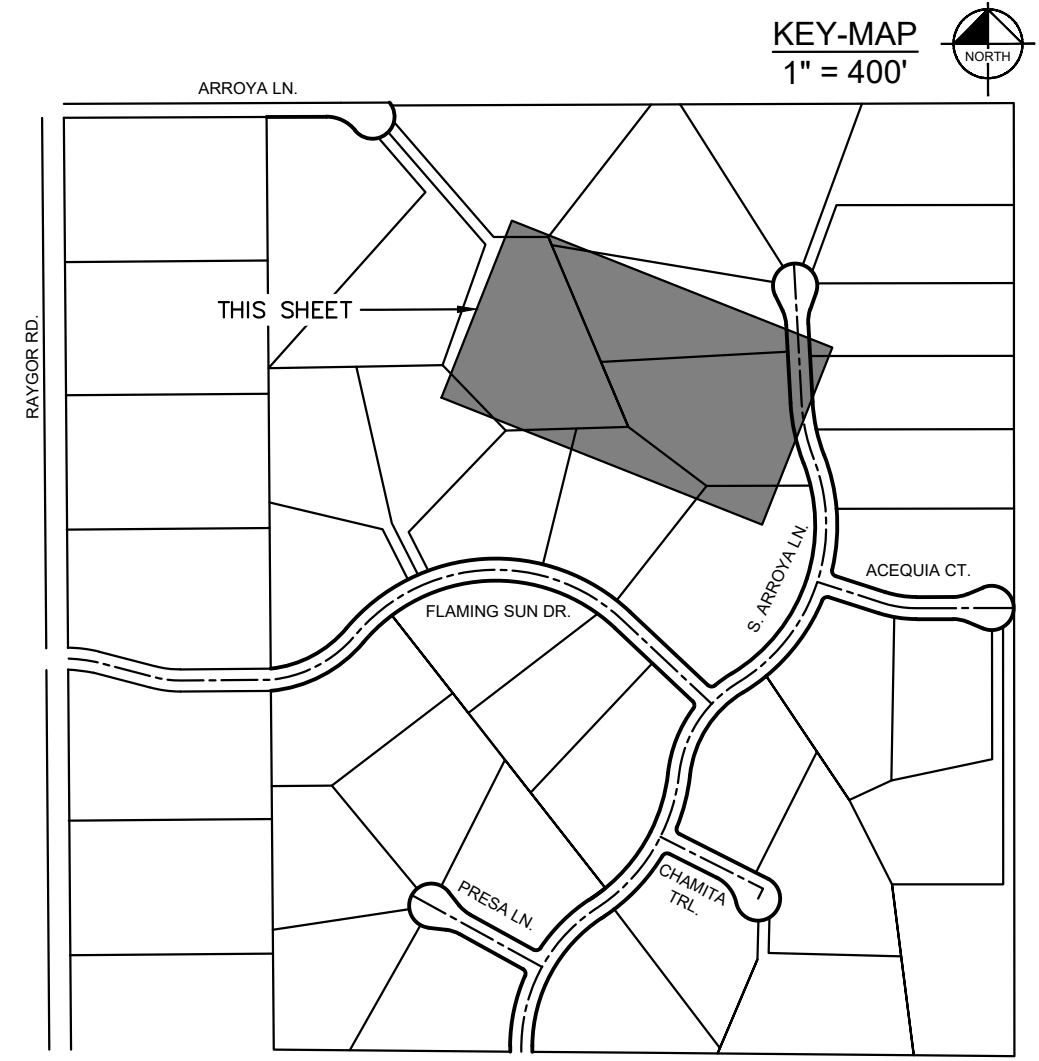 KEY-MAP
1" = 400'
NORTH
ARROYA LN.
THIS SHEET
RAYGOR RD.
S. ARROYA LN.
ACEQUIA CT.
FLAMING SUN DR.
CHAMITA
TRL.
PRESA LN.